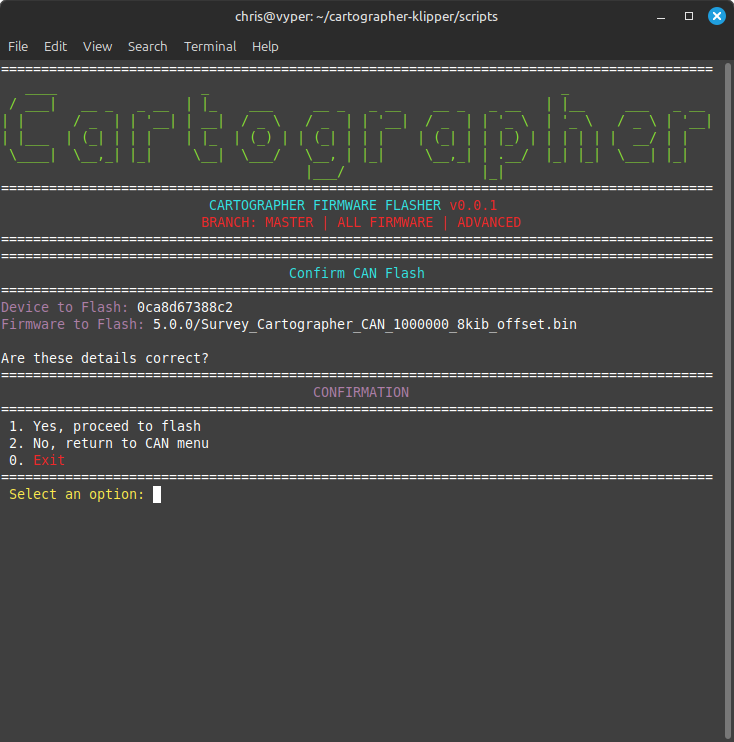 chris@vyper: ~/cartographer-klipper/scripts
File Edit View Search Terminal Help
Cartographer
CARTOGRAPHER FIRMWARE FLASHER v0.0.1
BRANCH: MASTER | ALL FIRMWARE | ADVANCED
Confirm CAN Flash
Device to Flash: 0ca8d67388c2
Firmware to Flash: 5.0.0/Survey_Cartographer_CAN_1000000_8kib_offset.bin
Are these details correct?
CONFIRMATION
1. Yes, proceed to flash
2. No, return to CAN menu
0. Exit
Select an option: